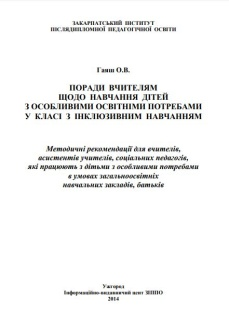 ЗАКАРПАТСЬКИЙ ІНСТИТУТ
ПІСЛЯДИПЛОМНОЇ ПЕДАГОГІЧНОЇ ОСВІТИ
Гаяш О.В.
ПОРАДИ ВЧИТЕЛЯМ
ЩОДО НАВЧАННЯ ДІТЕЙ
З ОСОБЛИВИМИ ОСВІТНІМИ ПОТРЕБАМИ
У КЛАСІ З ІНКЛЮЗИВНИМ НАВЧАННЯМ
Методичні рекомендації для вчителів,
асистентів учителів, соціальних педагогів,
які працюють з дітьми з особливими потребами
в умовах загальноосвітніх
навчальних закладів, батьків
Ужгород
Інформаційно-видавничий центр ЗІППО
2014